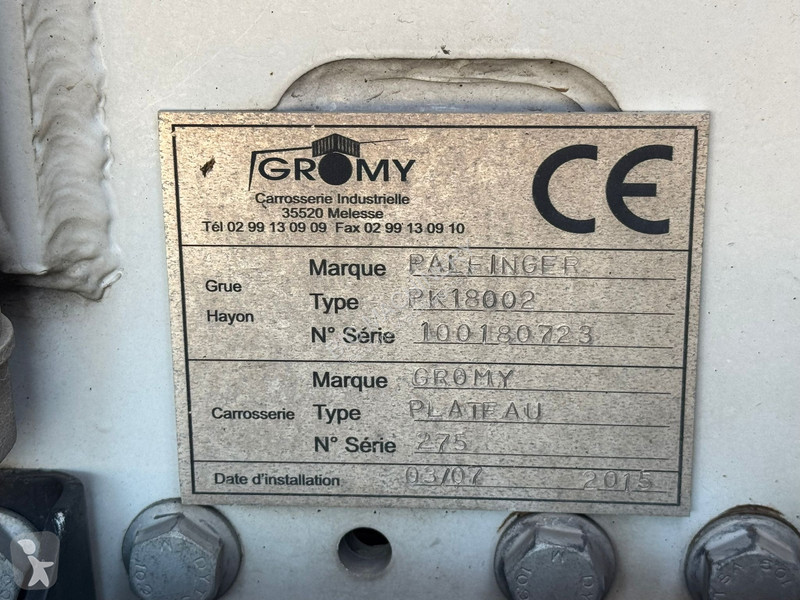 GROMY
CE
Carrosserie Industrielle
35520 Melesse
Tél 02 99 13 09 09 Fax 02 99 13 09 10
Grue
Hayon
Marque PALFINGER
Type PK18002
N° Série 100180723
Carrosserie
Marque GROMY
Type PLATEAU
N° Série 275
Date d'installation 03/07 2015